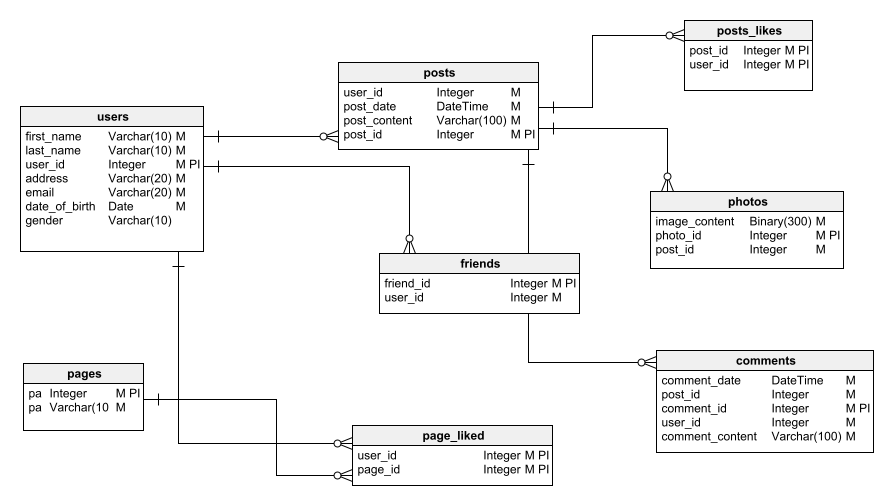 posts_likes
post_id Integer M PI
user_id Integer M PI
posts
user_id Integer M
post_date DateTime M
post_content Varchar(100) M
post_id Integer M PI
users
first_name Varchar(10) M
last_name Varchar(10) M
user_id Integer M PI
address Varchar(20) M
email Varchar(20) M
date_of_birth Date M
gender Varchar(10)
photos
image_content Binary(300) M
photo_id Integer M PI
post_id Integer M
friends
friend_id Integer M PI
user_id Integer M
pages
pa Integer M PI
pa Varchar(10 M
comments
comment_date DateTime M
post_id Integer M
comment_id Integer M PI
user_id Integer M
comment_content Varchar(100) M
page_liked
user_id Integer M PI
page_id Integer M PI